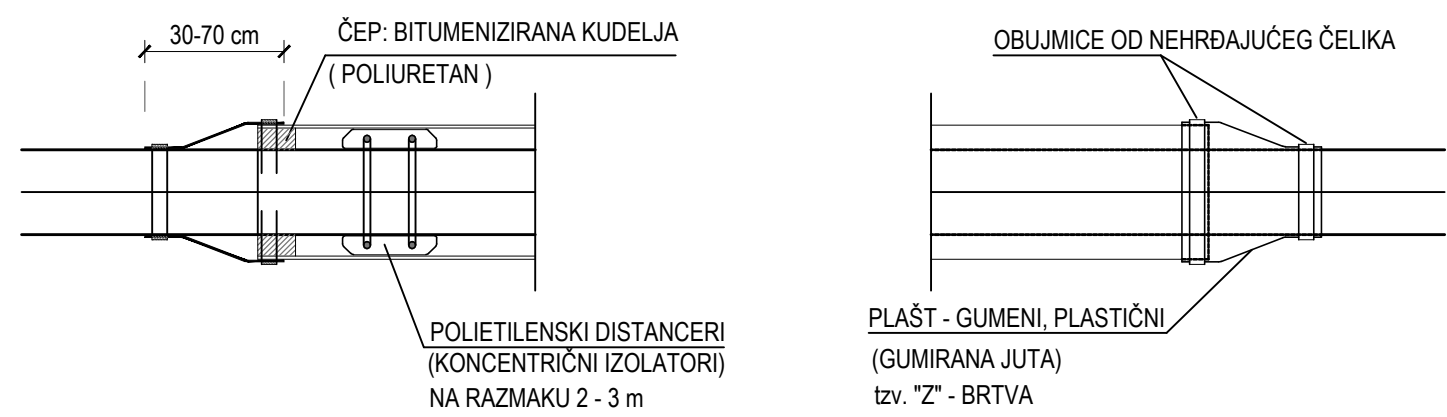 30-70 cm
ČEP: BITUMENIZIRANA KUDELJA
( POLIURETAN )
POLIETILENSKI DISTANCERI
(KONCENTRIČNI IZOLATORI)
NA RAZMAKU 2 - 3 m
OBUJMICE OD NEHRĐAJUĆEG ČELIKA
PLAŠT - GUMENI, PLASTIČNI
(GUMIRANA JUTA)
tzv. "Z" - BRTVA